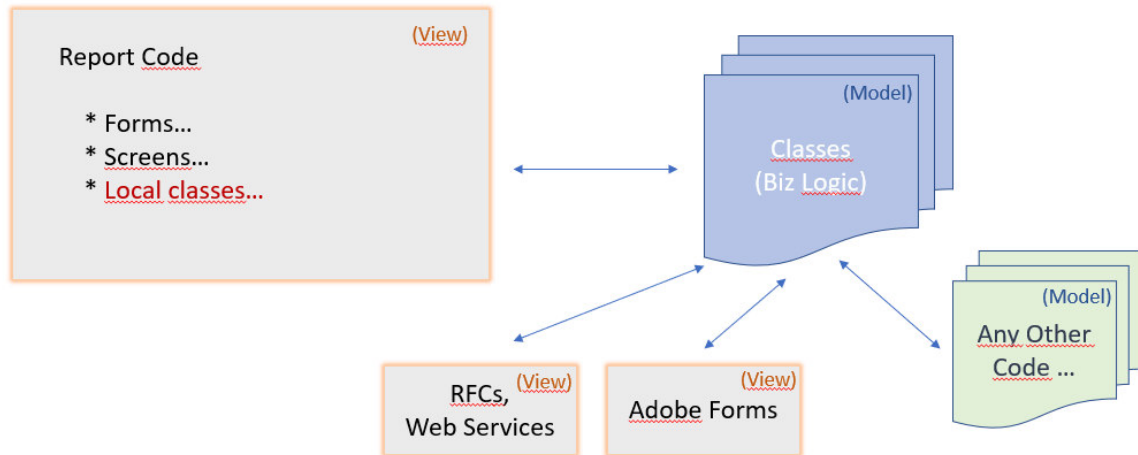 (View)
Report Code
* Forms...
* Screens...
* Local classes...
(Model)
Classes
(Biz Logic)
(Model)
Any Other
Code ...
(View)
RFCs,
Web Services
(View)
Adobe Forms